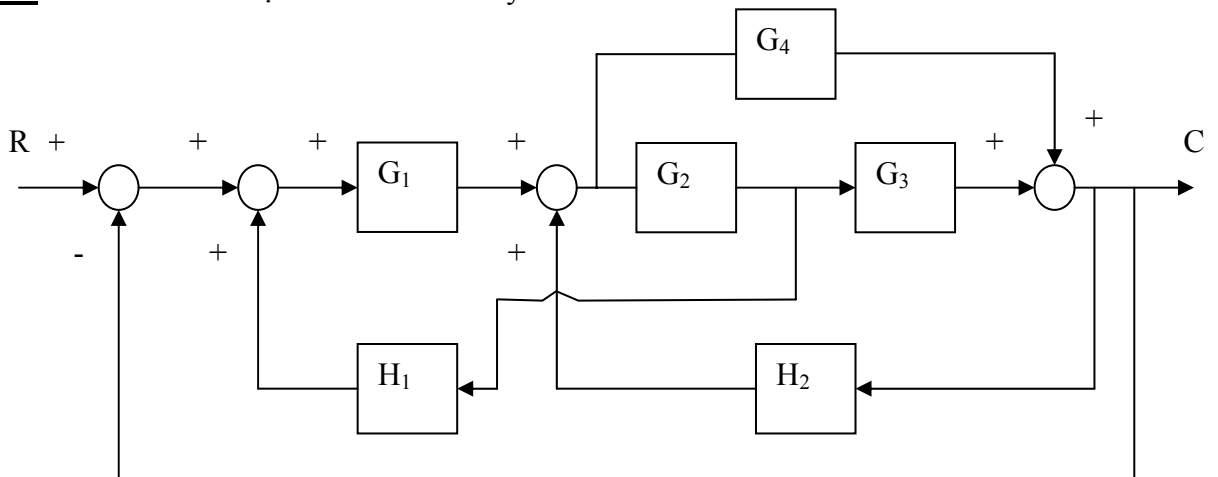 G₄
R + + + + + + C
G₁ G₂ G₃
- + +
H₁ H₂